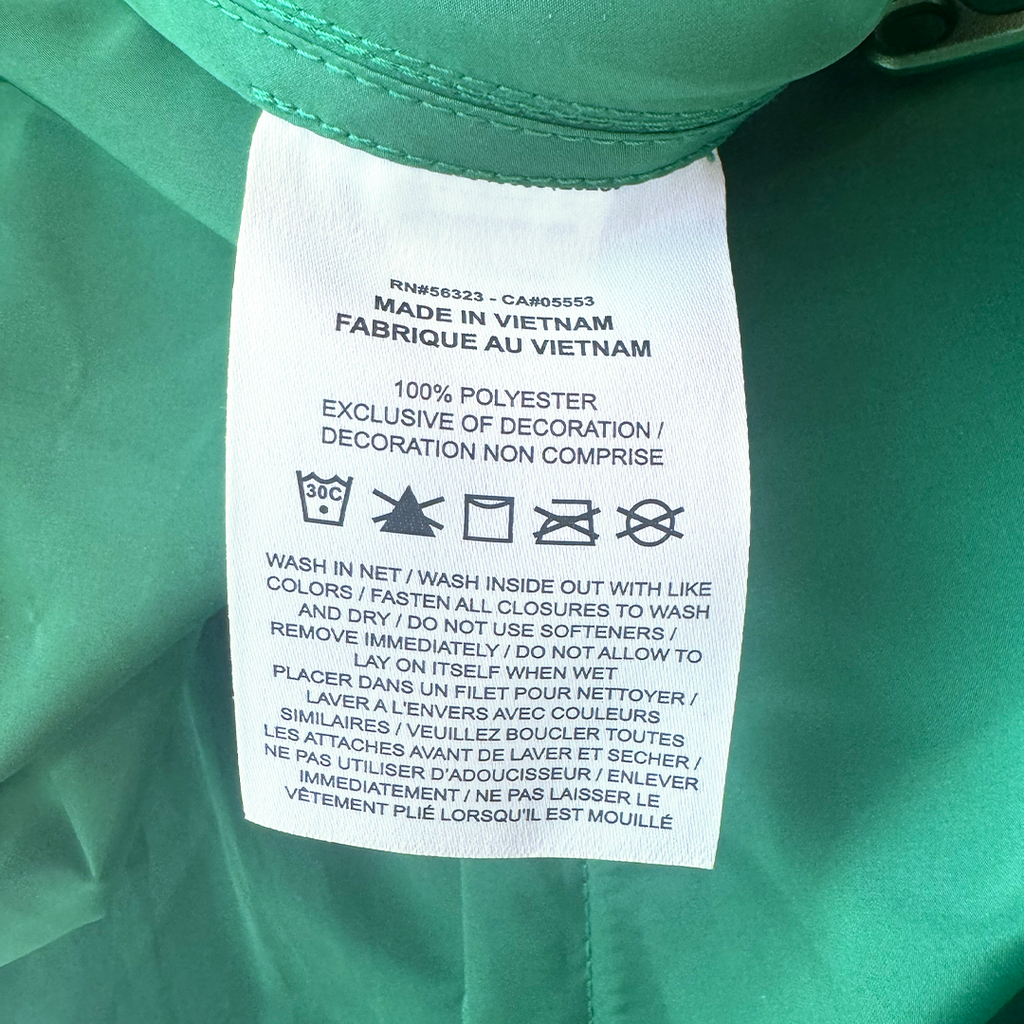 RN#56323 - CA#05553
MADE IN VIETNAM
FABRIQUE AU VIETNAM
100% POLYESTER
EXCLUSIVE OF DECORATION /
DECORATION NON COMPRISE
30C
WASH IN NET / WASH INSIDE OUT WITH LIKE
COLORS / FASTEN ALL CLOSURES TO WASH
AND DRY / DO NOT USE SOFTENERS /
REMOVE IMMEDIATELY / DO NOT ALLOW TO
LAY ON ITSELF WHEN WET
PLACER DANS UN FILET POUR NETTOYER /
LAVER A L'ENVERS AVEC COULEURS
SIMILAIRES / VEUILLEZ BOUCLER TOUTES
LES ATTACHES AVANT DE LAVER ET SECHER /
NE PAS UTILISER D'ADOUCISSEUR / ENLEVER
IMMEDIATEMENT / NE PAS LAISSER LE
VÊTEMENT PLIÉ LORSQU'IL EST MOUILLÉ